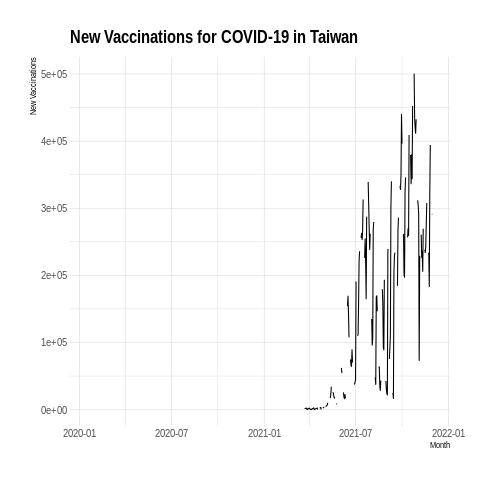 New Vaccinations for COVID-19 in Taiwan
New Vaccinations
5e+05
4e+05
3e+05
2e+05
1e+05
0e+00
2020-01 2020-07 2021-01 2021-07 2022-01
Month